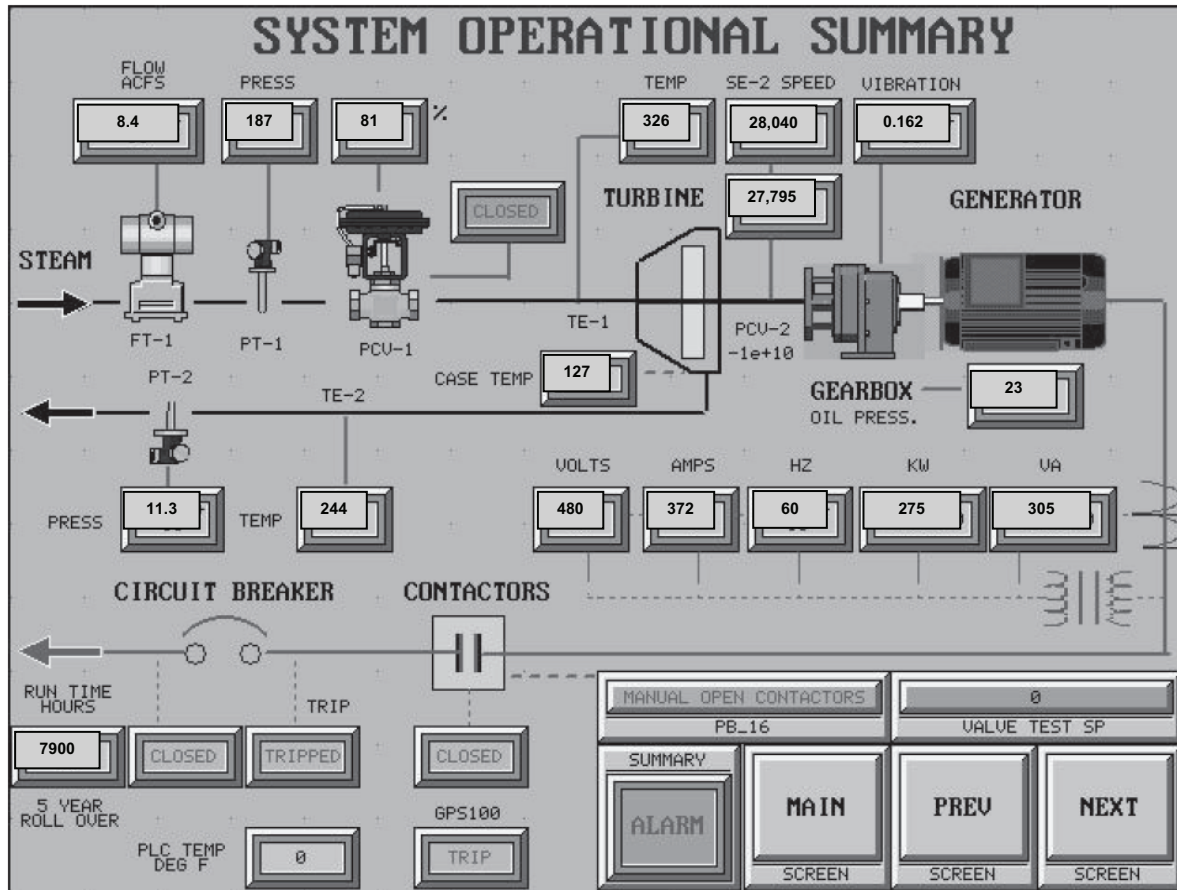 SYSTEM OPERATIONAL SUMMARY
FLOW
ACFS
PRESS
TEMP
SE-2 SPEED
VIBRATION
8.4
187
81
%
326
28,040
0.162
CLOSED
TURBINE
27,795
GENERATOR
STEAM
FT-1
PT-1
PCV-1
TE-1
PCV-2
-1e+10
CASE TEMP
127
PT-2
TE-2
GEARBOX
OIL PRESS.
23
VOLTS
AMPS
HZ
KW
VA
PRESS
11.3
TEMP
244
480
372
60
275
305
CIRCUIT BREAKER
CONTACTORS
RUN TIME
HOURS
TRIP
MANUAL OPEN CONTACTORS
0
PB_16
VALVE TEST SP
7900
CLOSED
TRIPPED
CLOSED
SUMMARY
ALARM
MAIN
PREV
NEXT
5 YEAR
ROLL OVER
GPS100
PLC TEMP
DEG F
0
TRIP
SCREEN
SCREEN
SCREEN